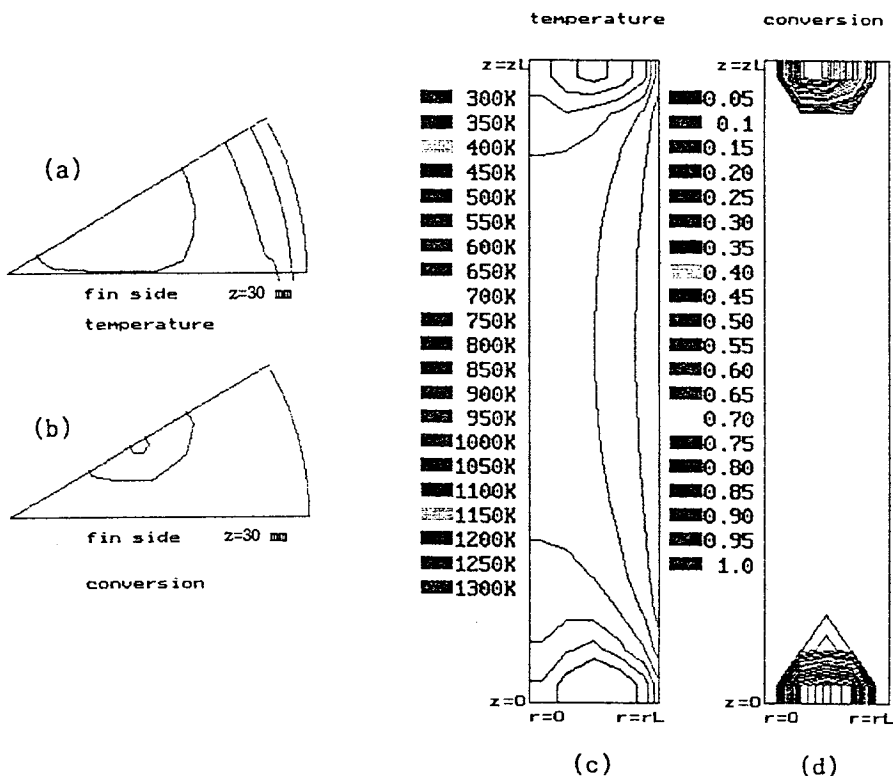 temperature
conversion
z=zL
300K
350K
400K
450K
500K
550K
600K
650K
700K
750K
800K
850K
900K
950K
1000K
1050K
1100K
1150K
1200K
1250K
1300K
0.05
0.1
0.15
0.20
0.25
0.30
0.35
0.40
0.45
0.50
0.55
0.60
0.65
0.70
0.75
0.80
0.85
0.90
0.95
1.0
(a)
fin side z=30 mm
temperature
(b)
fin side z=30 mm
conversion
z=0
r=0 r=rL
r=0 r=rL
(c)
(d)